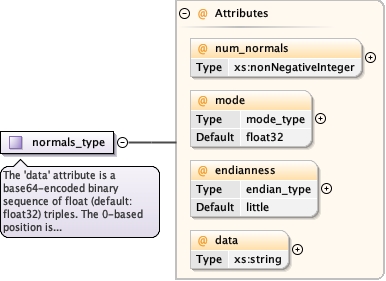 Attributes
num_normals
Type xs:nonNegativeInteger
mode
Type mode_type
Default float32
normals_type
endianness
Type endian_type
Default little
The 'data' attribute is a
base64-encoded binary
sequence of float (default:
float32) triples. The 0-based
position is...
data
Type xs:string